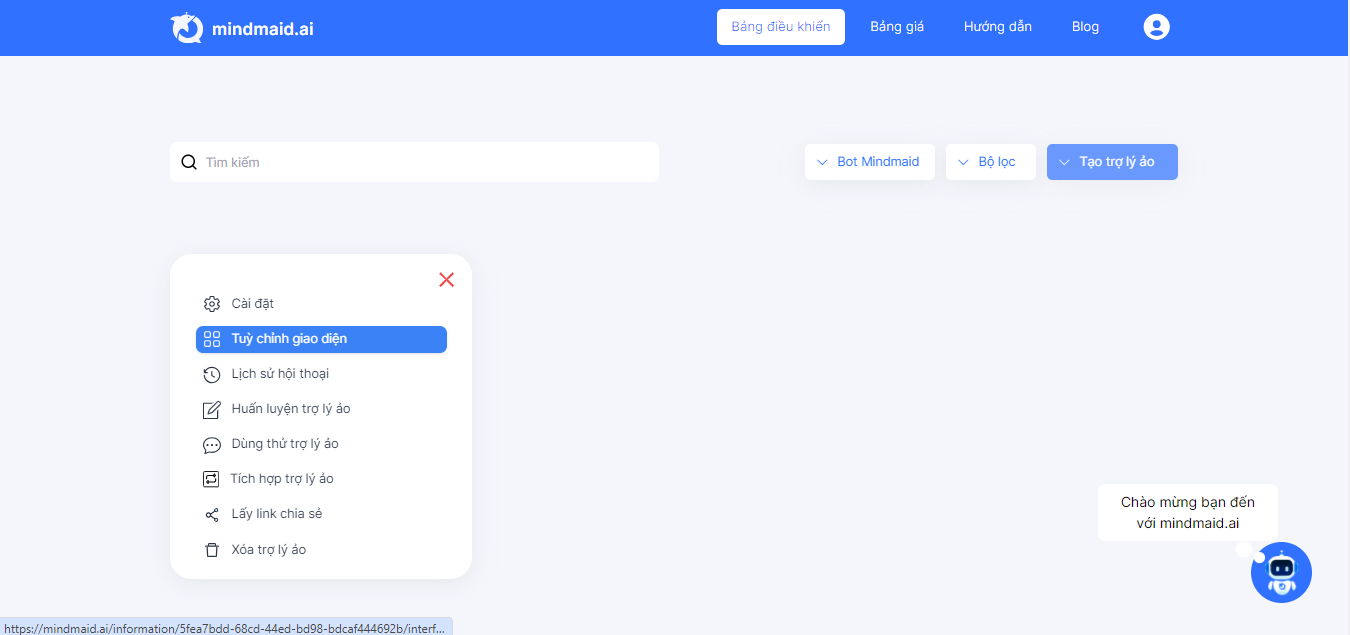 mindmaid.ai
Bảng điều khiển
Bảng giá
Hướng dẫn
Blog
Tìm kiếm
Bot Mindmaid
Bộ lọc
Tạo trợ lý ảo
Cài đặt
Tuỳ chỉnh giao diện
Lịch sử hội thoại
Huấn luyện trợ lý ảo
Dùng thử trợ lý ảo
Tích hợp trợ lý ảo
Lấy link chia sẻ
Xóa trợ lý ảo
Chào mừng bạn đến
với mindmaid.ai
https://mindmaid.ai/information/5fea7bdd-68cd-44ed-bd98-bdcaf444692b/interf...